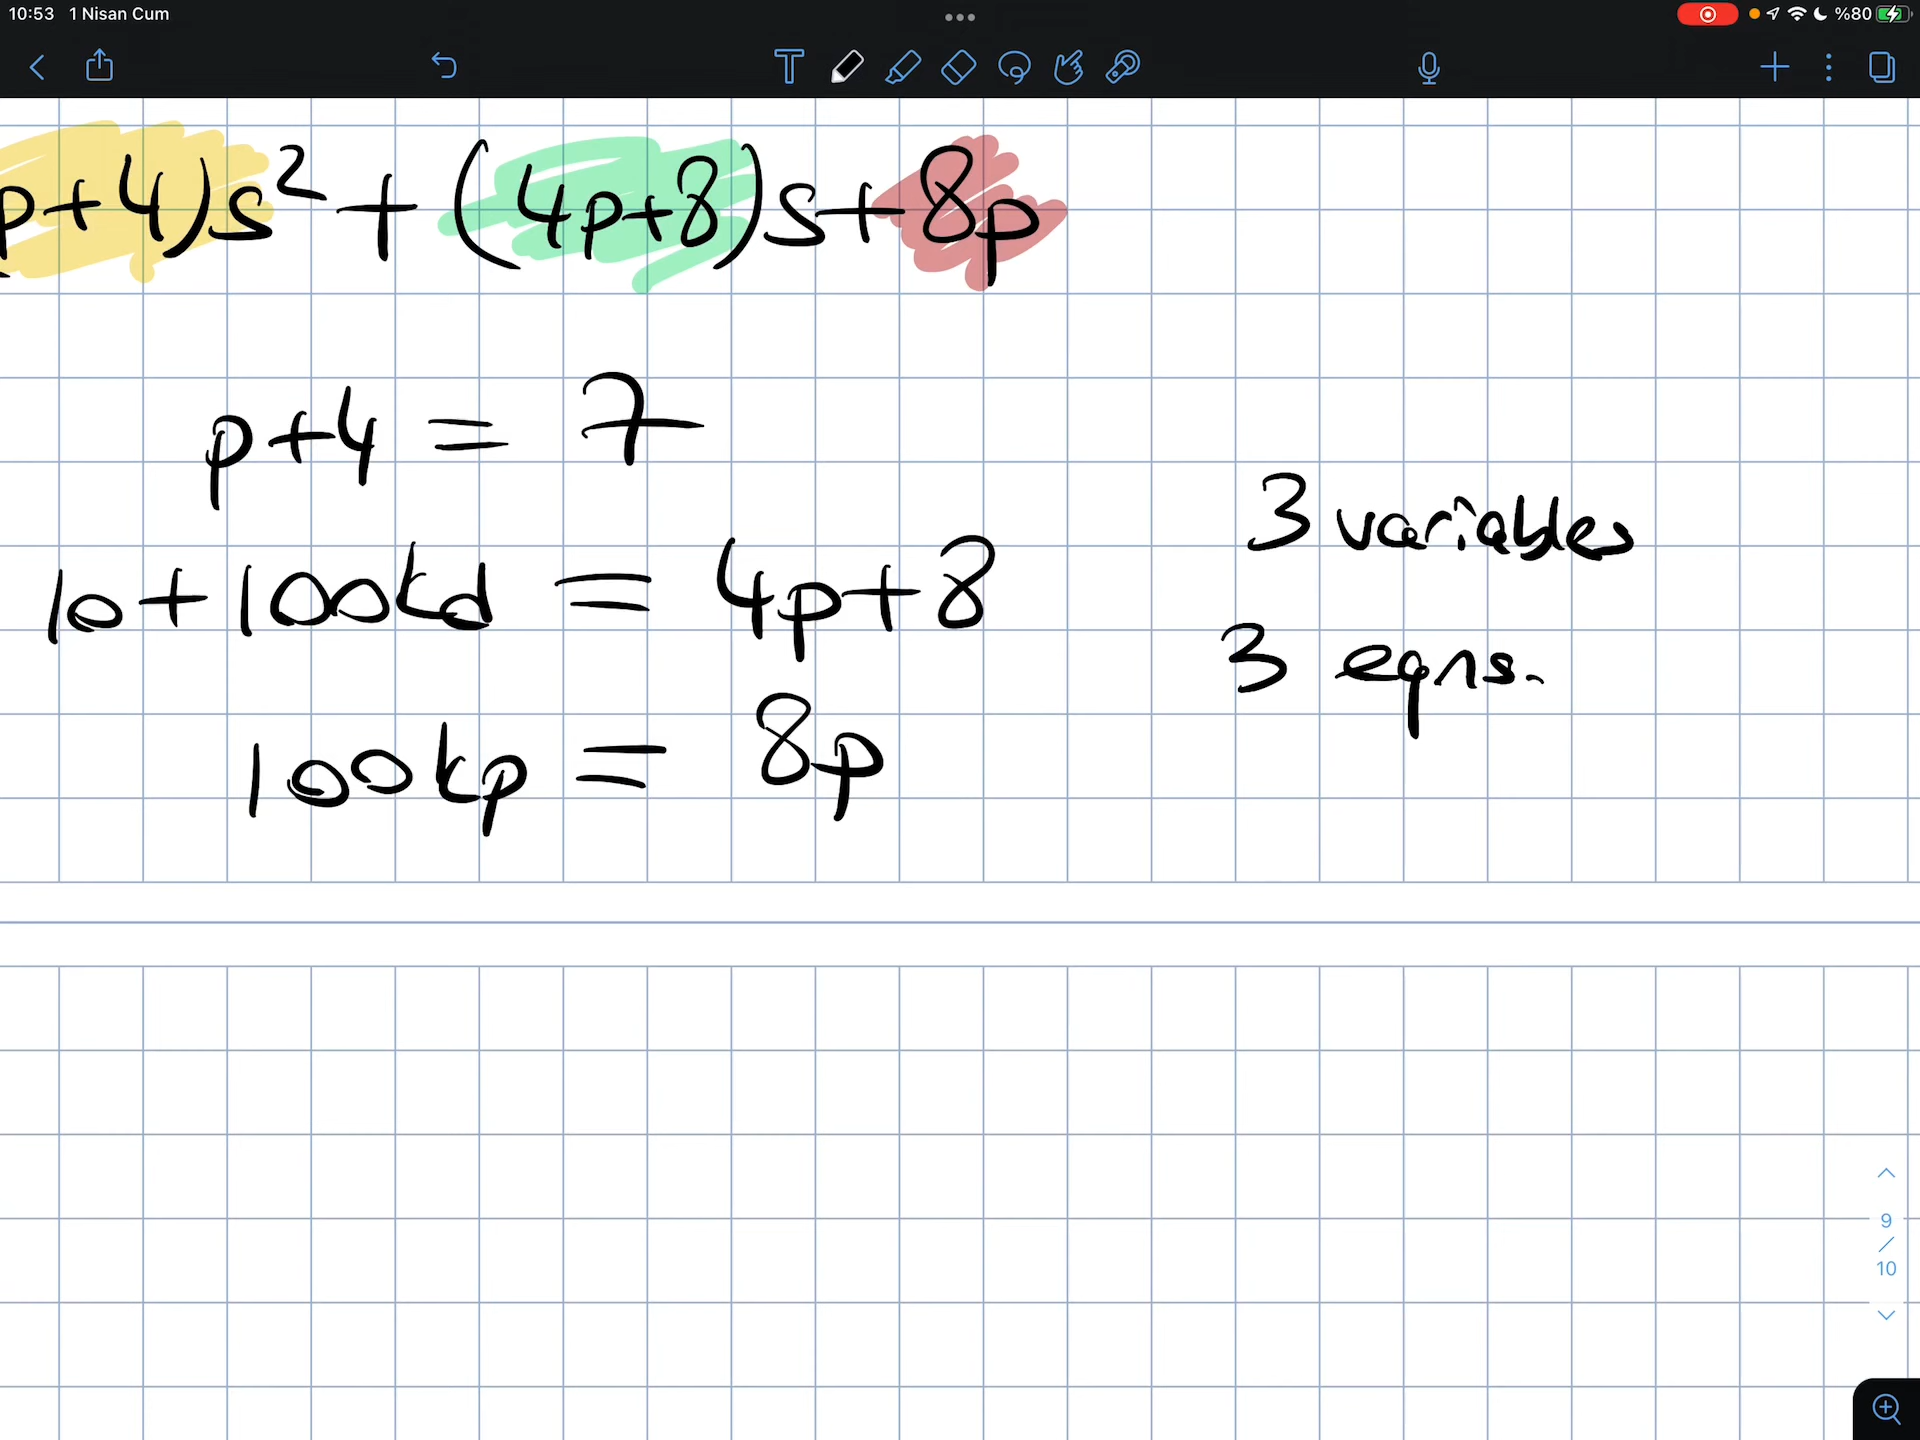 10:53 1 Nisan Cum
%80
p+4)s² + (4p+8)s+8p
p+4 = 7
3 variables
10+100kd = 4p+8
3 eqns.
100kp = 8p
9
/
10